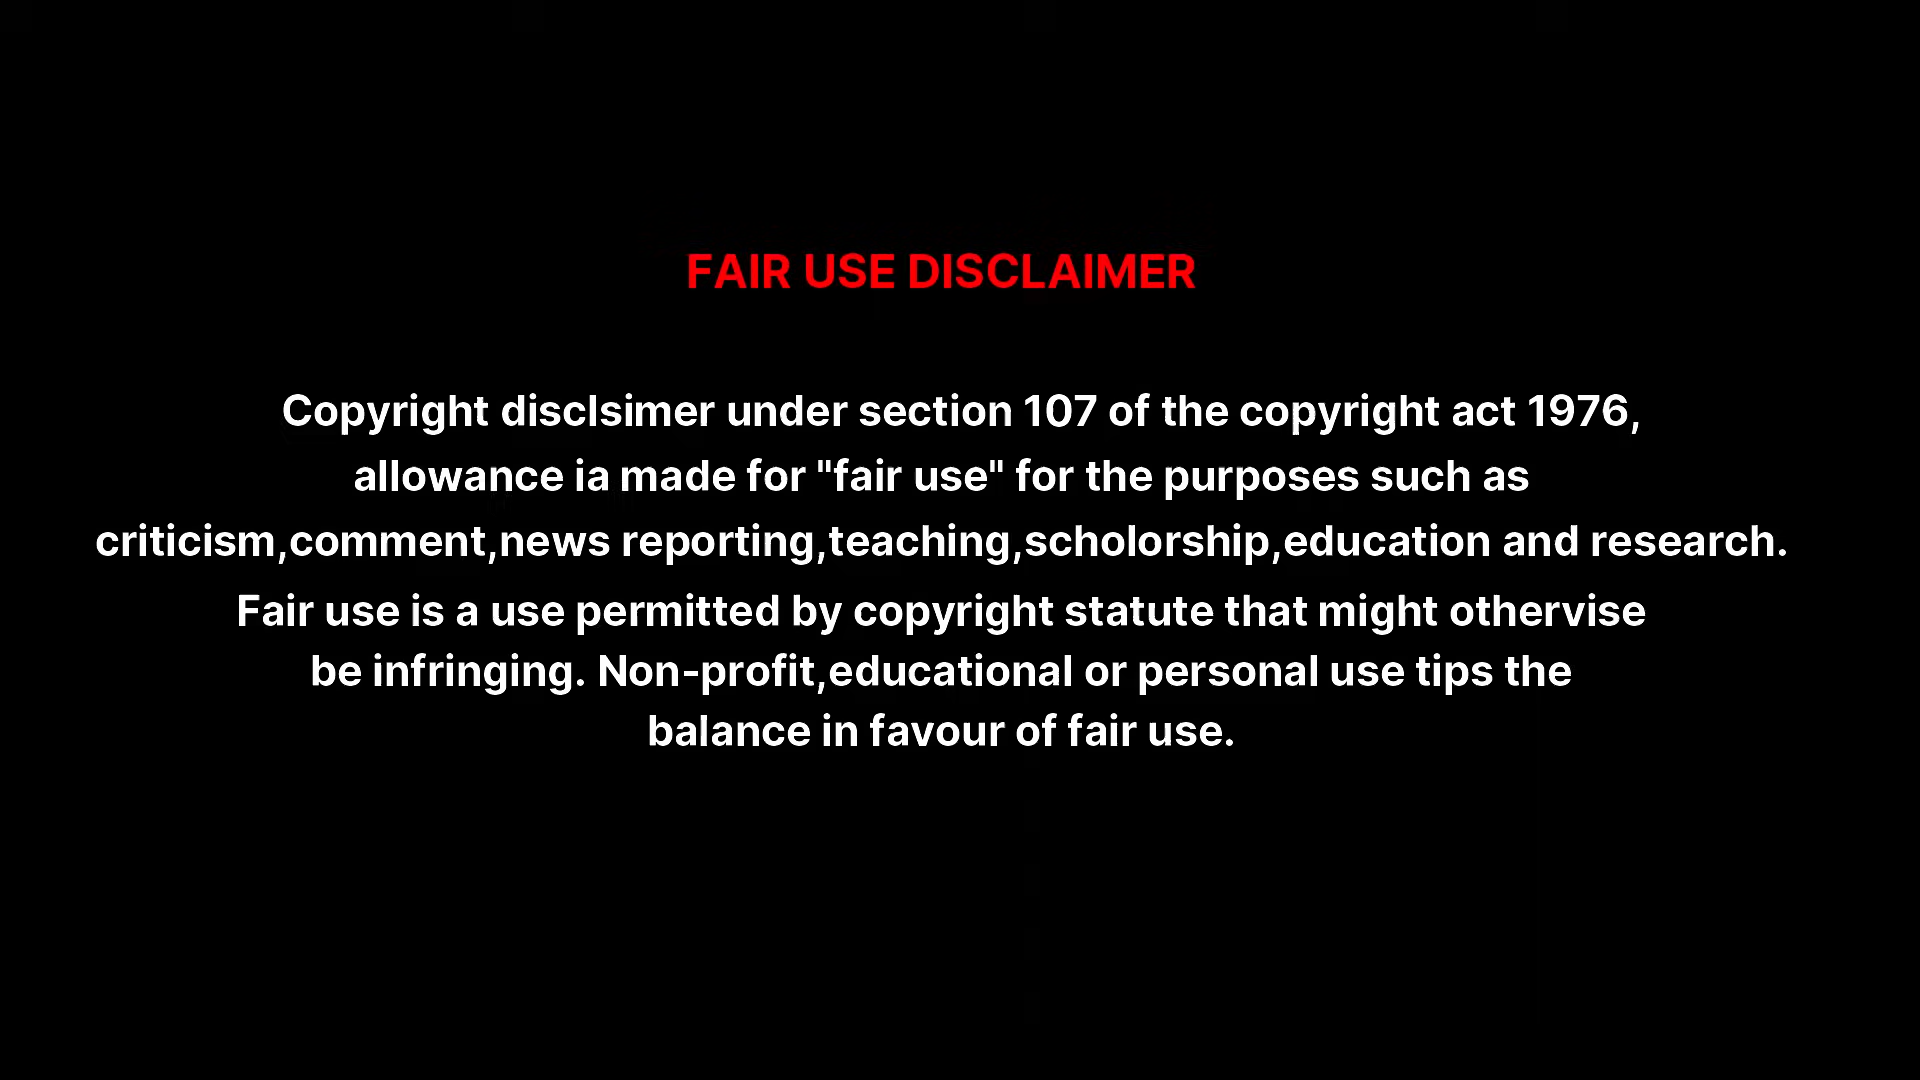 FAIR USE DISCLAIMER
Copyright disclsimer under section 107 of the copyright act 1976,
allowance ia made for "fair use" for the purposes such as
criticism,comment,news reporting,teaching,scholorship,education and research.
Fair use is a use permitted by copyright statute that might othervise
be infringing. Non-profit,educational or personal use tips the
balance in favour of fair use.